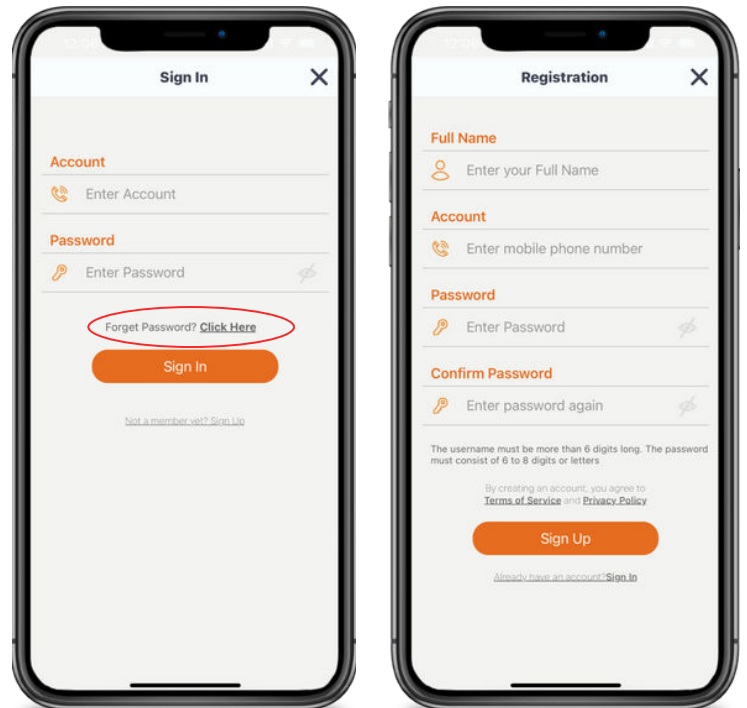 Sign In
Account
Enter Account
Password
Enter Password
Forget Password? Click Here
Sign In
Not a member yet? Sign Up
Registration
Full Name
Enter your Full Name
Account
Enter mobile phone number
Password
Enter Password
Confirm Password
Enter password again
The username must be more than 6 digits long. The password
must consist of 6 to 8 digits or letters
By creating an account, you agree to
Terms of Service and Privacy Policy
Sign Up
Already have an account?Sign In